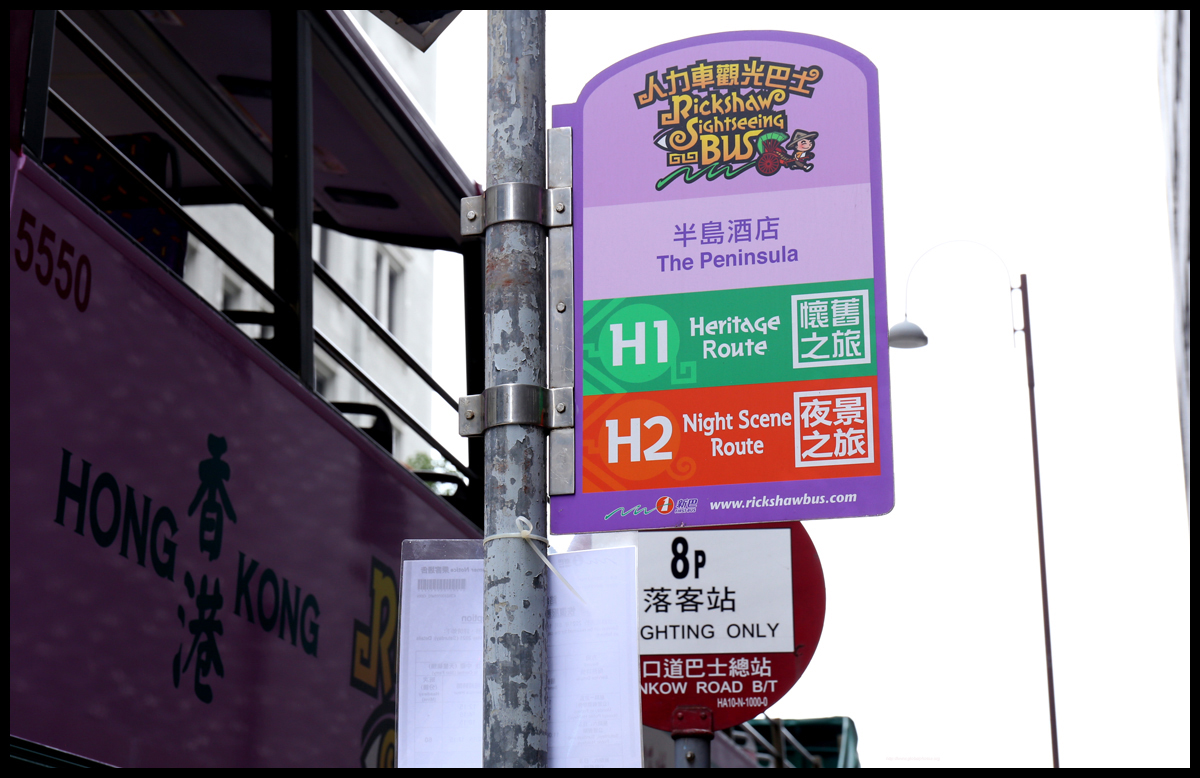 人力車觀光巴士
Rickshaw
Sightseeing
BUS
半島酒店
The Peninsula
H1
Heritage
Route
懷舊
之旅
H2
Night Scene
Route
夜景
之旅
新巴
www.rickshawbus.com
5550
HONG 香港 KONG
8P
落客站
GHTING ONLY
口道巴士總站
NKOW ROAD B/T
HA10-N-1000-0